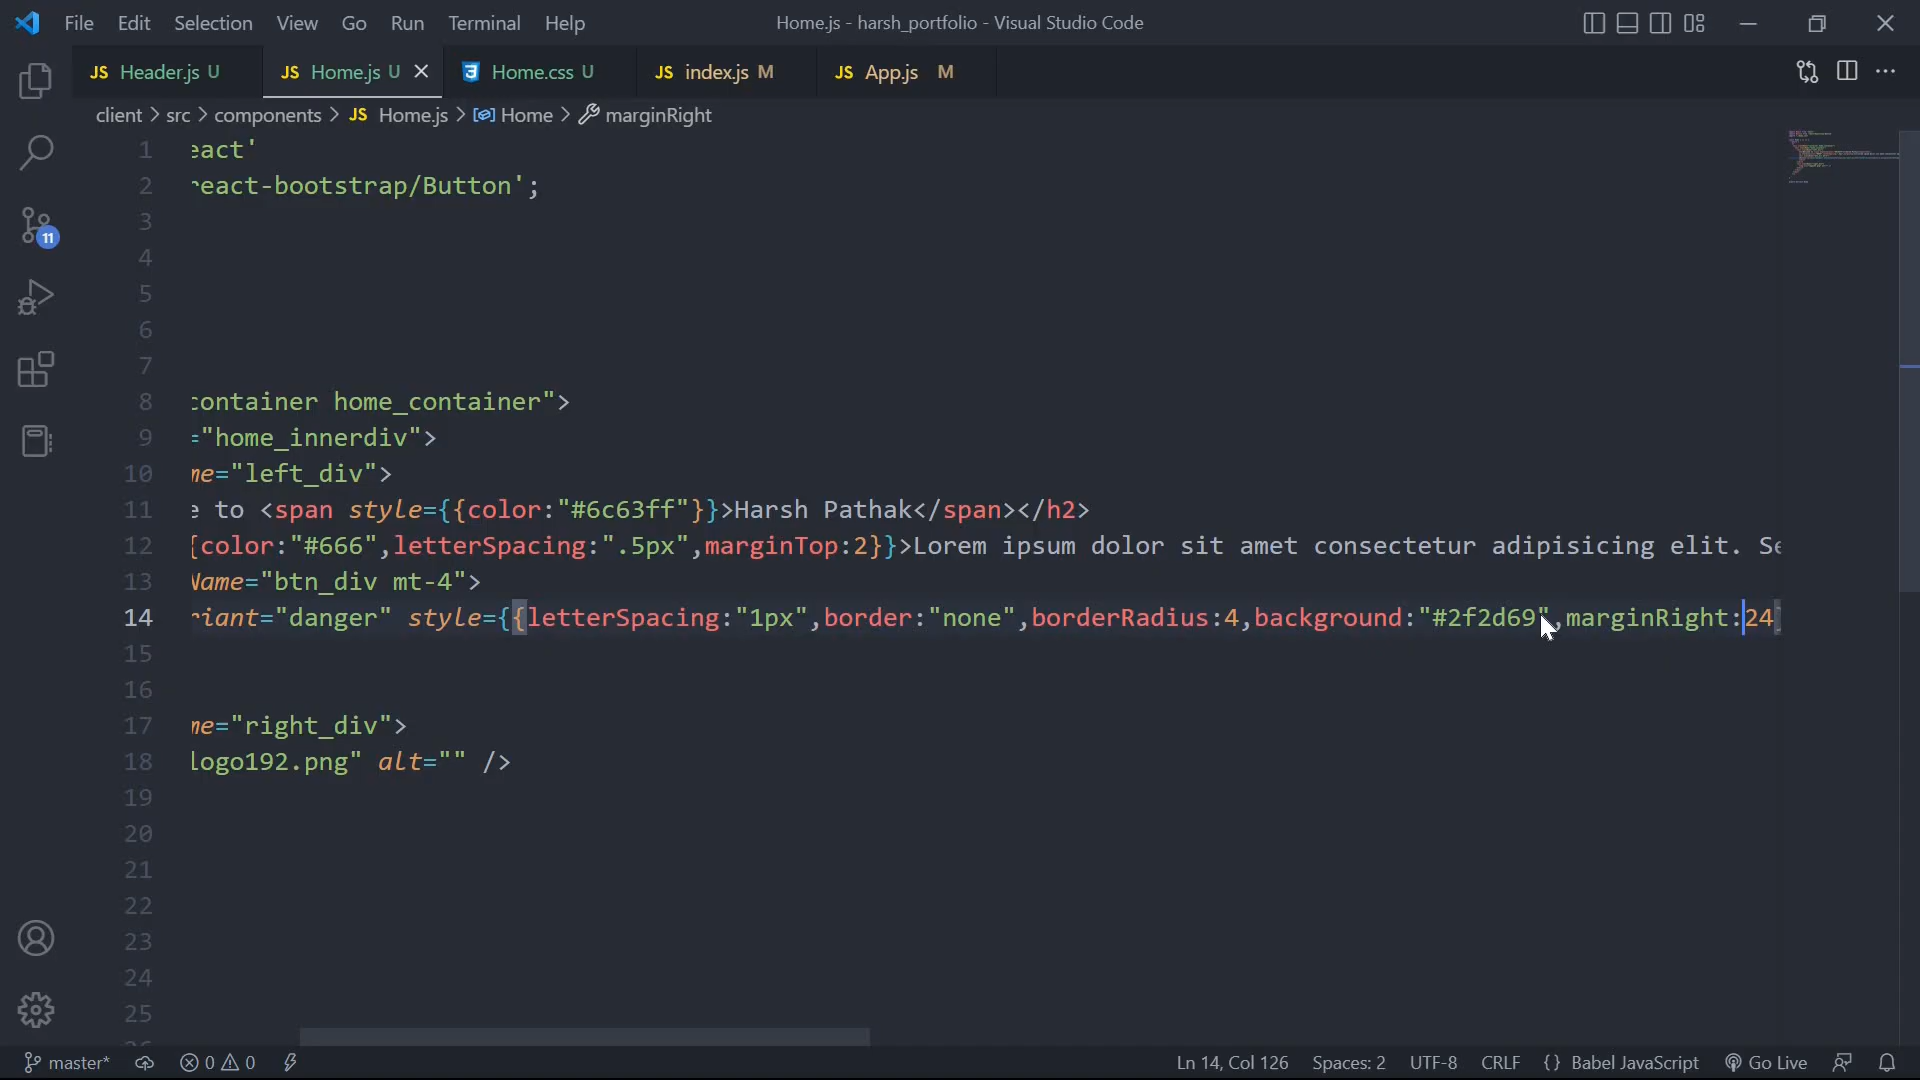 File Edit Selection View Go Run Terminal Help Home.js - harsh_portfolio - Visual Studio Code
JS Header.js U JS Home.js U Home.css U JS index.js M JS App.js M
client > src > components > JS Home.js > Home > marginRight
1 eact'
2 react-bootstrap/Button';
3
4
5
6
7
8 container home_container">
9 ="home_innerdiv">
10 me="left_div">
11 e to <span style={{color:"#6c63ff"}}>Harsh Pathak</span></h2>
12 {color:"#666",letterSpacing:".5px",marginTop:2}}>Lorem ipsum dolor sit amet consectetur adipisicing elit. Se
13 Name="btn_div mt-4">
14 riant="danger" style={{letterSpacing:"1px",border:"none",borderRadius:4,background:"#2f2d69",marginRight:24}
15
16
17 me="right_div">
18 logo192.png" alt="" />
19
20
21
22
23
24
25
11
master* 0 0 Ln 14, Col 126 Spaces: 2 UTF-8 CRLF {} Babel JavaScript Go Live